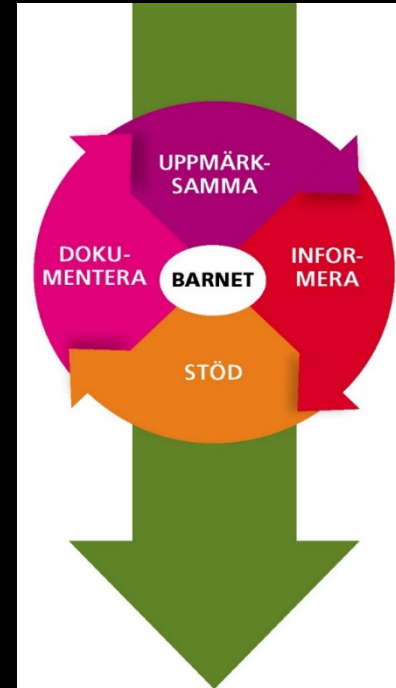 UPPMÄRK-
SAMMA
INFOR-
MERA
STÖD
DOKU-
MENTERA
BARNET